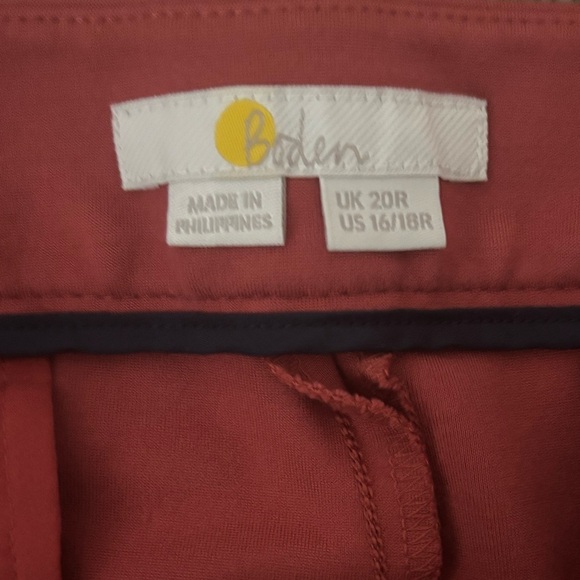 Boden
MADE IN
PHILIPPINES
UK 20R
US 16/18R